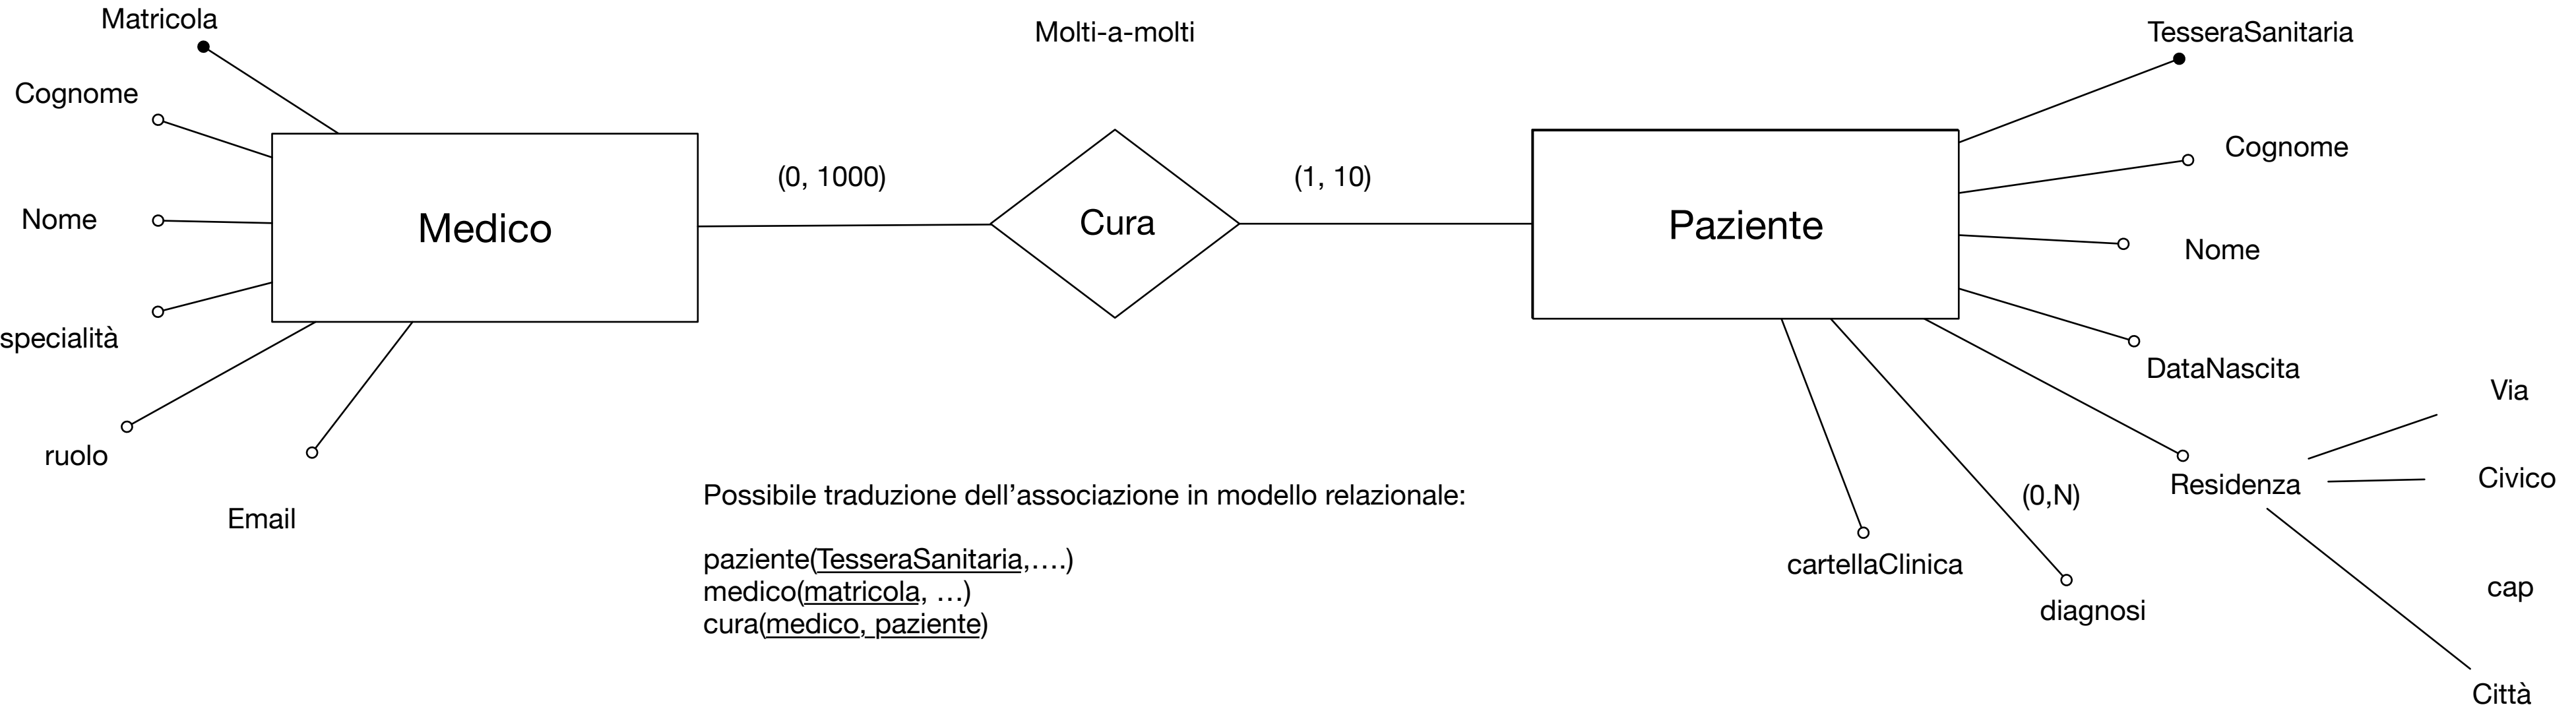 Matricola
Molti-a-molti
TesseraSanitaria
Cognome
Cognome
(0, 1000)
(1, 10)
Nome
Medico
Cura
Paziente
Nome
specialità
DataNascita
Via
ruolo
Residenza
Civico
(0,N)
Email
cartellaClinica
cap
diagnosi
Città
Possibile traduzione dell’associazione in modello relazionale:
paziente(TesseraSanitaria,….)
medico(matricola, …)
cura(medico, paziente)